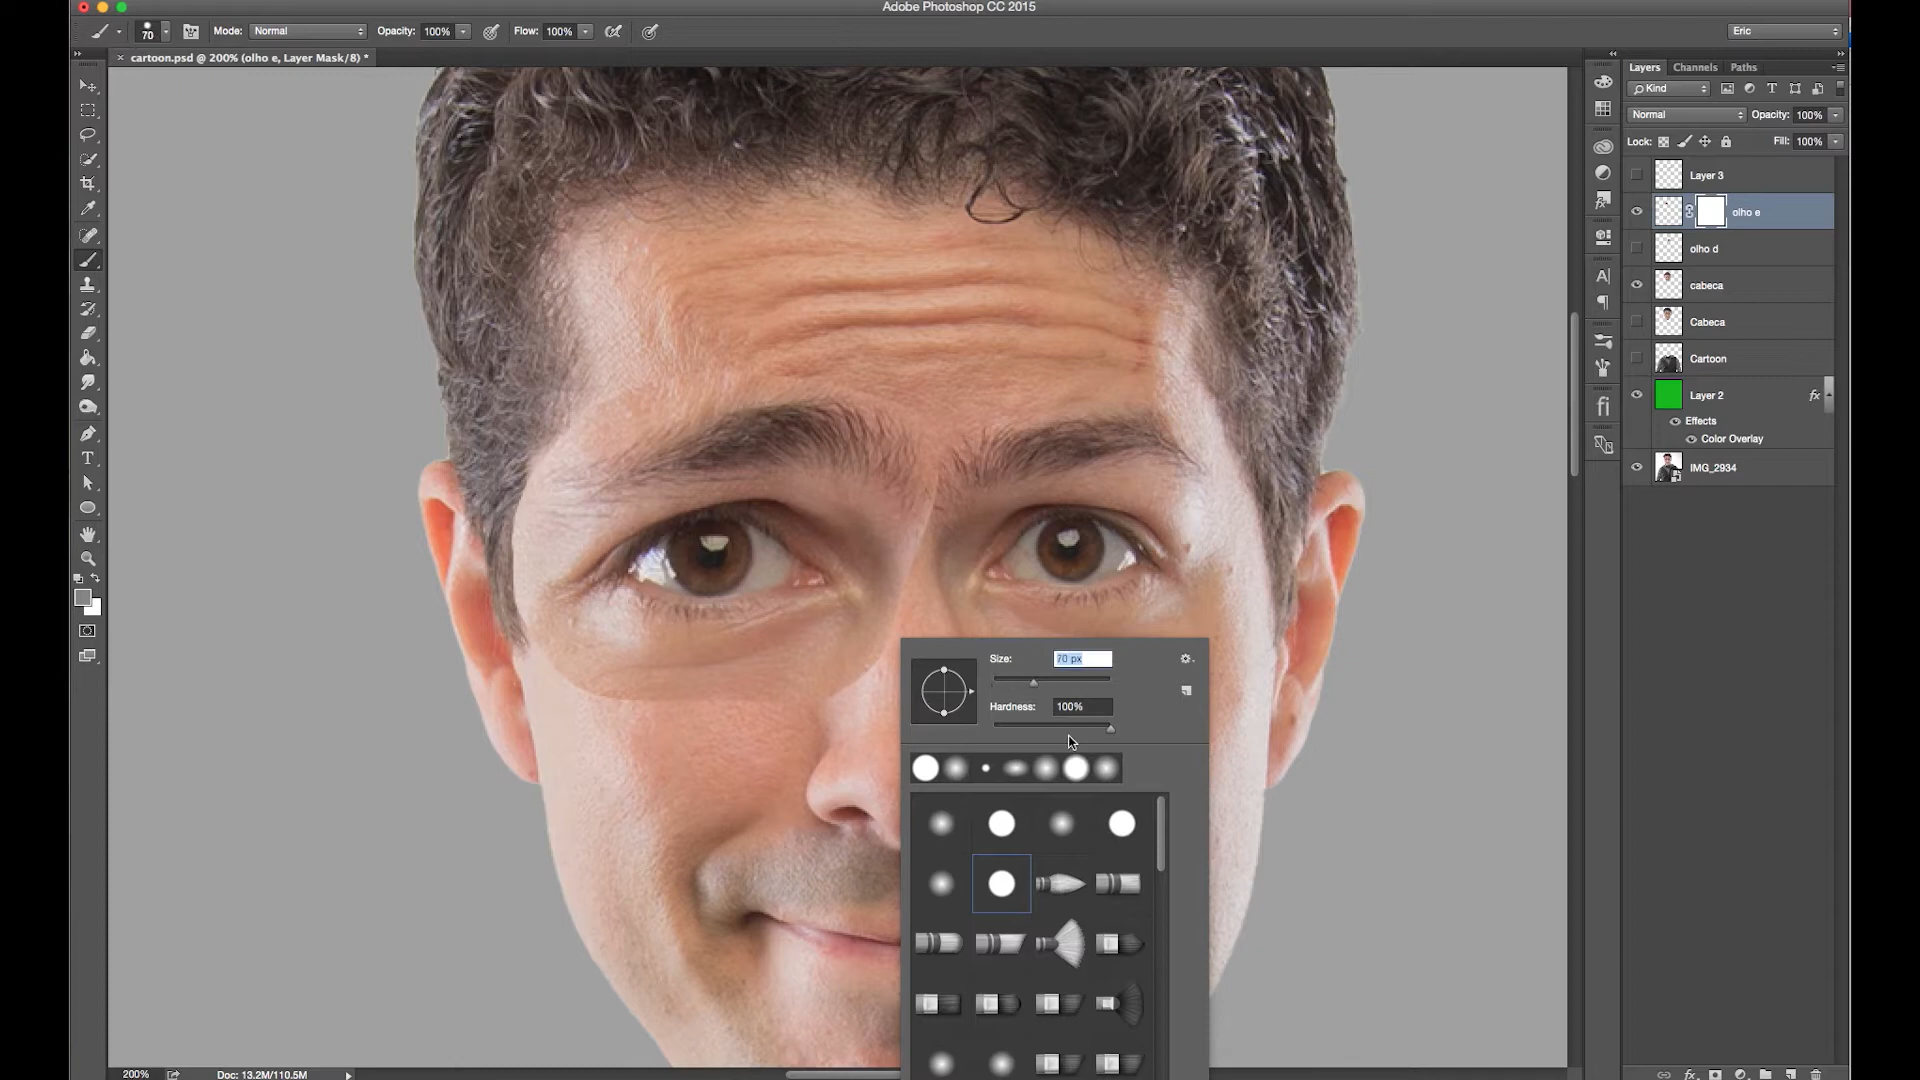 Adobe Photoshop CC 2015
70 Mode: Normal Opacity: 100% Flow: 100% Eric
× cartoon.psd @ 200% (olho e, Layer Mask/8) *
Layers Channels Paths
Kind
Normal Opacity: 100%
Lock: Fill: 100%
Layer 3
olho e
olho d
cabeca
Cabeca
Cartoon
Layer 2 fx
Effects
Color Overlay
IMG_2934
Size: 70 px
Hardness: 100%
200% Doc: 13.2M/110.5M